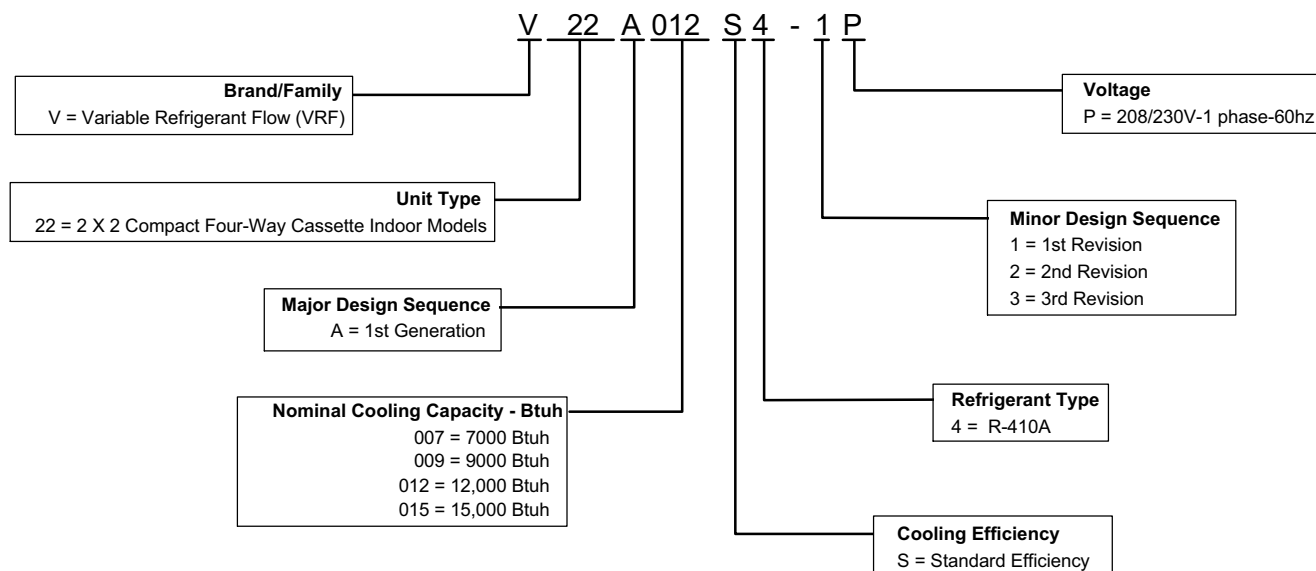 V 22 A 012 S 4 - 1 P
Brand/Family
V = Variable Refrigerant Flow (VRF)
Unit Type
22 = 2 X 2 Compact Four-Way Cassette Indoor Models
Major Design Sequence
A = 1st Generation
Nominal Cooling Capacity - Btuh
007 = 7000 Btuh
009 = 9000 Btuh
012 = 12,000 Btuh
015 = 15,000 Btuh
Voltage
P = 208/230V-1 phase-60hz
Minor Design Sequence
1 = 1st Revision
2 = 2nd Revision
3 = 3rd Revision
Refrigerant Type
4 = R-410A
Cooling Efficiency
S = Standard Efficiency